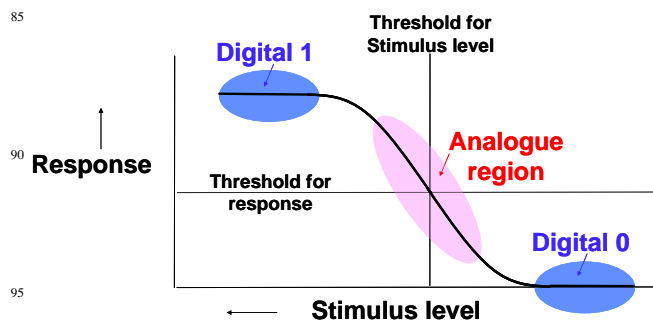 85
Threshold for
Stimulus level
Digital 1
Analogue
region
90
Response
Threshold for
response
Digital 0
95
Stimulus level